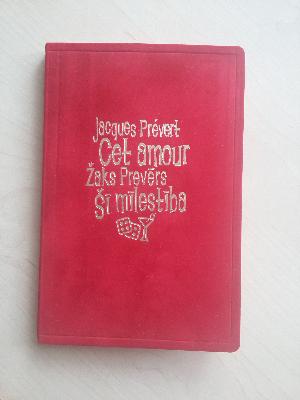 Jacques Prévert
Cet amour
Žaks Prevērs
Šī mīlestība